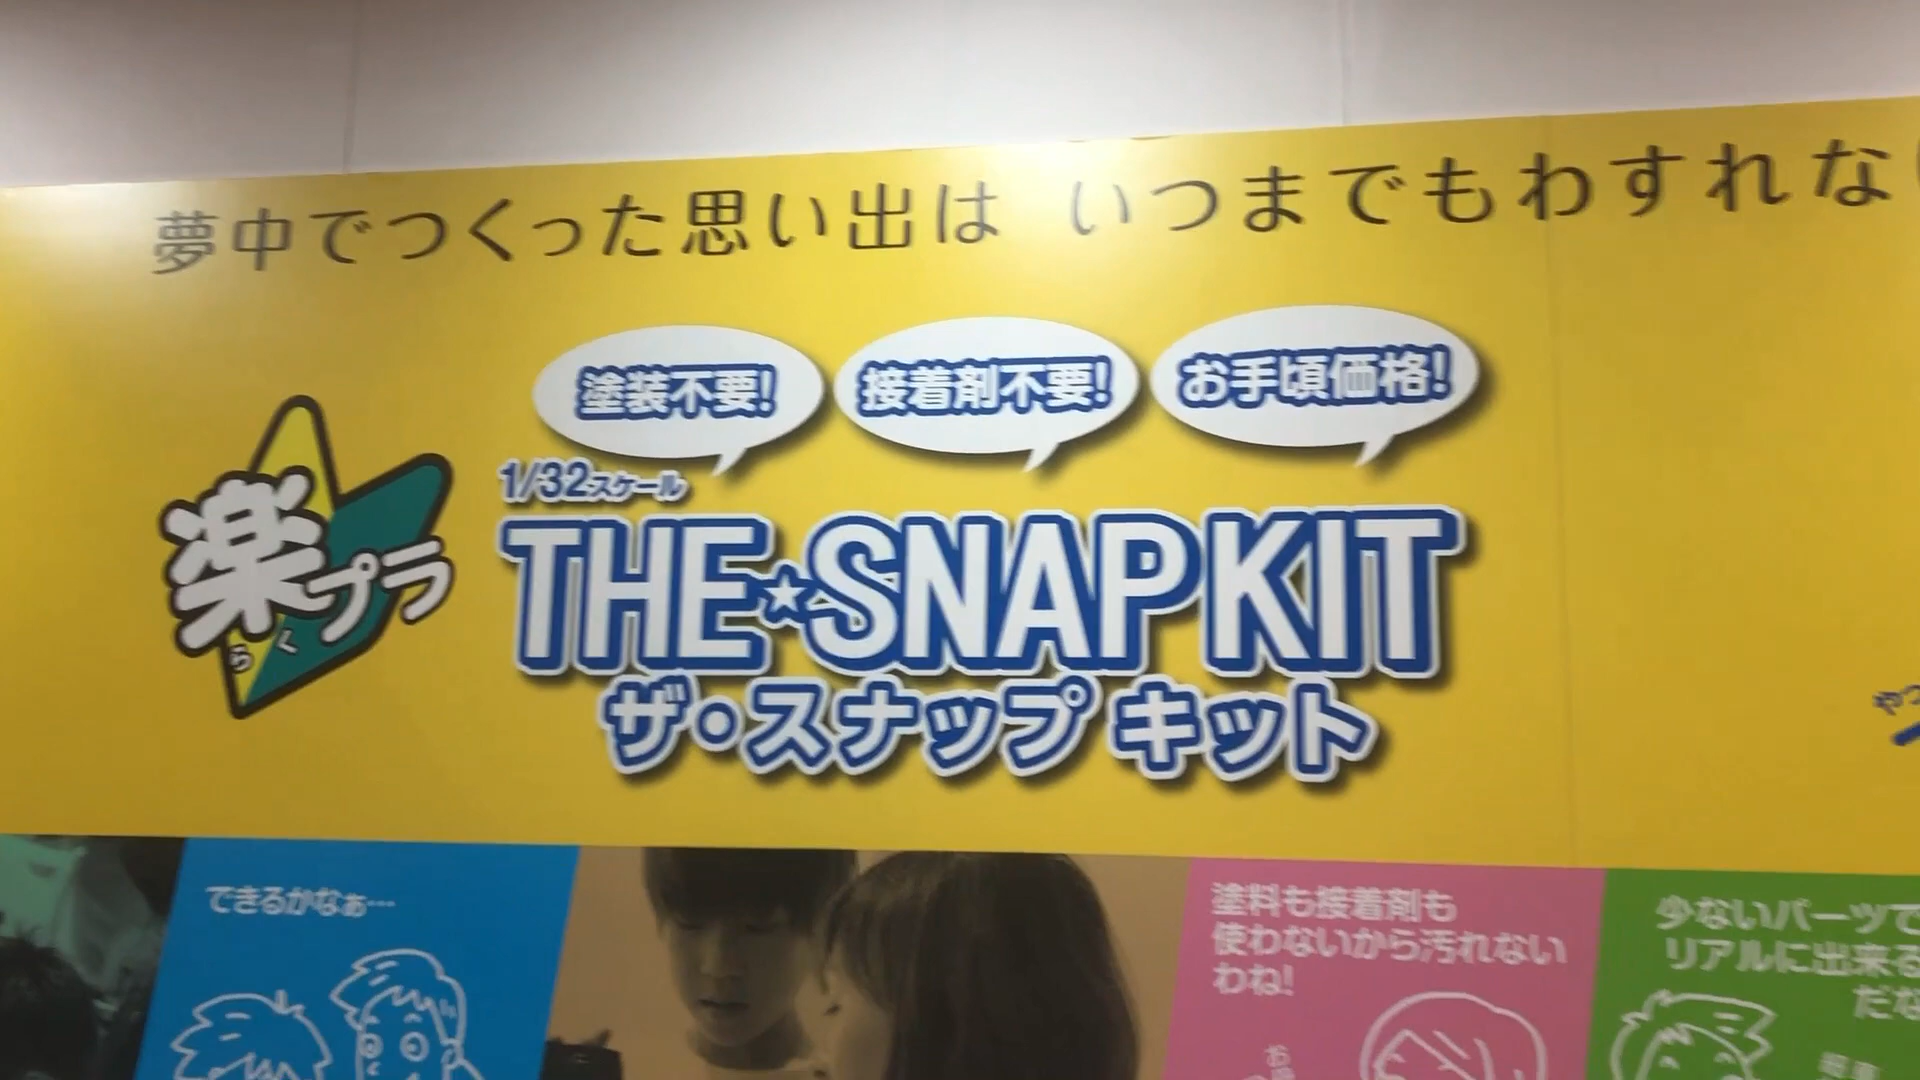 夢中でつくった思い出は いつまでもわすれない
塗装不要!
接着剤不要!
お手頃価格!
1/32スケール
楽プラ
らく
THE★SNAP KIT
ザ・スナップ キット
やっ
できるかなぁ…
塗料も接着剤も
使わないから汚れない
わね!
少ないパーツで
リアルに出来る
だな